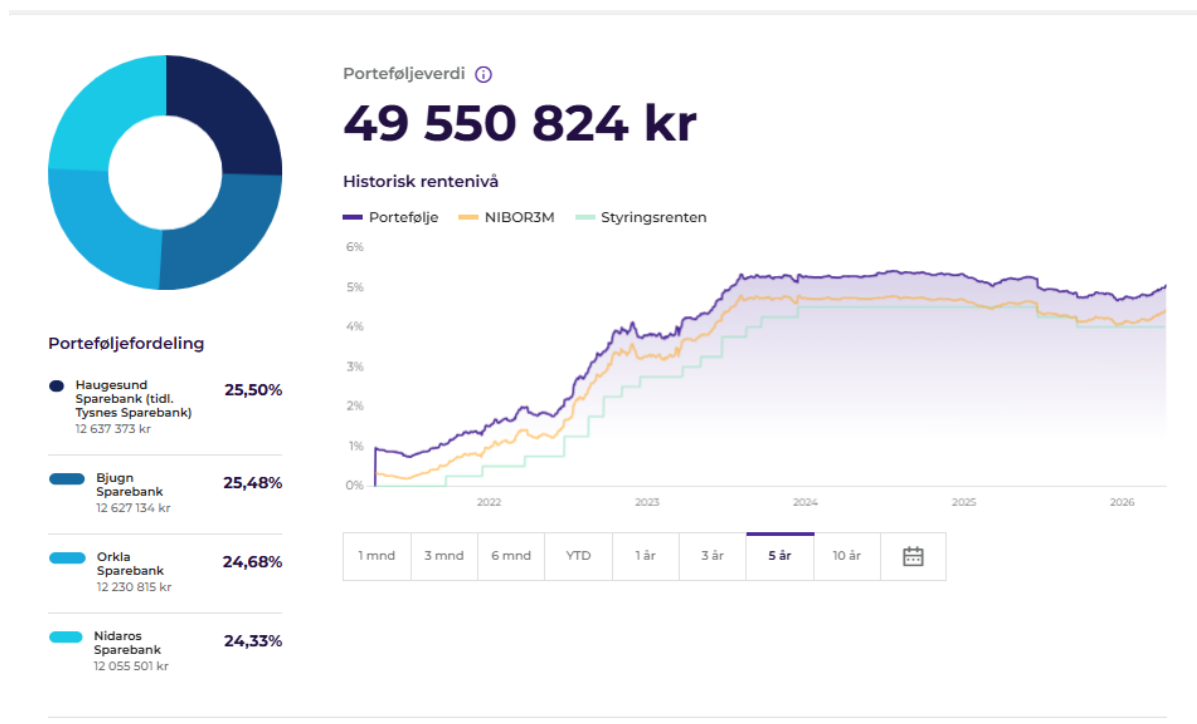 Porteføljeverdi
49 550 824 kr
Historisk rentenivå
Portefølje NIBOR3M Styringsrenten
6%
5%
4%
3%
2%
1%
0%
2022 2023 2024 2025 2026
1 mnd 3 mnd 6 mnd YTD 1 år 3 år 5 år 10 år
Porteføljefordeling
Haugesund
Sparebank (tidl.
Tysnes Sparebank)
12 637 373 kr
25,50%
Bjugn
Sparebank
12 627 134 kr
25,48%
Orkla
Sparebank
12 230 815 kr
24,68%
Nidaros
Sparebank
12 055 501 kr
24,33%